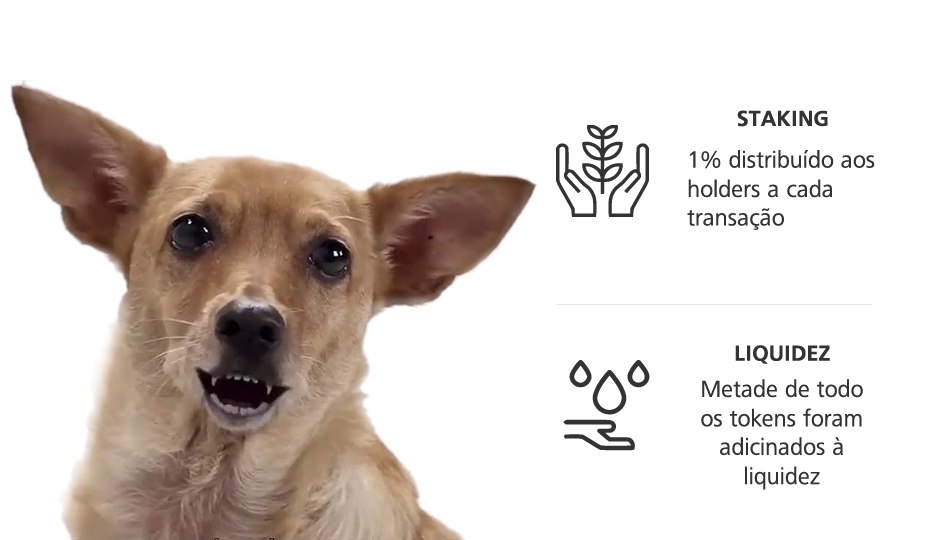 STAKING
1% distribuído aos
holders a cada
transação
LIQUIDEZ
Metade de todo
os tokens foram
adicinados à
liquidez